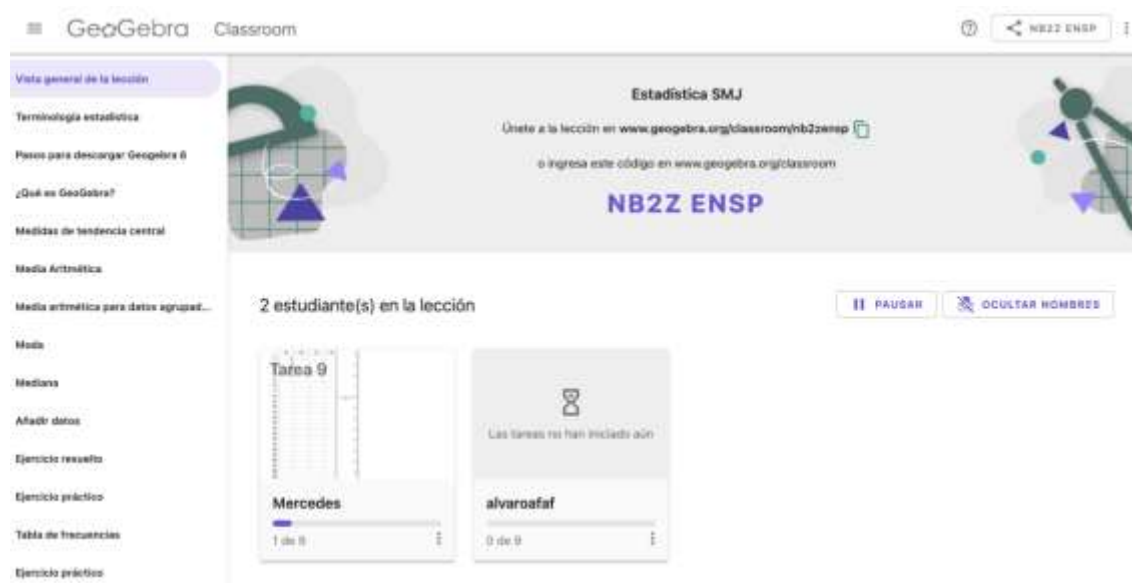 GeoGebra Classroom
NB2Z ENSP
Vista general de la lección
Terminología estadística
Pasos para descargar Geogebra 6
¿Qué es GeoGebra?
Medidas de tendencia central
Media Aritmética
Media aritmética para datos agrupad...
Moda
Mediana
Añadir datos
Ejercicio resuelto
Ejercicio práctico
Tabla de frecuencias
Ejercicio práctico
Estadística SMJ
Únete a la lección en www.geogebra.org/classroom/nb2zensp
o ingresa este código en www.geogebra.org/classroom
NB2Z ENSP
2 estudiante(s) en la lección
PAUSAR
OCULTAR NOMBRES
Tarea 9
Mercedes
1 de 9
Las tareas no han iniciado aún
alvaroafaf
0 de 9